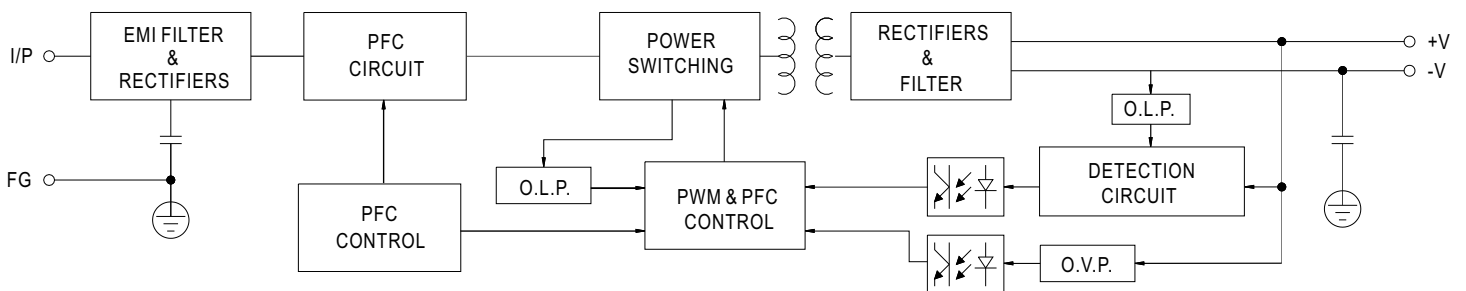 I/P
EMI FILTER
&
RECTIFIERS
PFC
CIRCUIT
POWER
SWITCHING
RECTIFIERS
&
FILTER
+V
-V
O.L.P.
FG
O.L.P.
PFC
CONTROL
PWM & PFC
CONTROL
DETECTION
CIRCUIT
O.V.P.